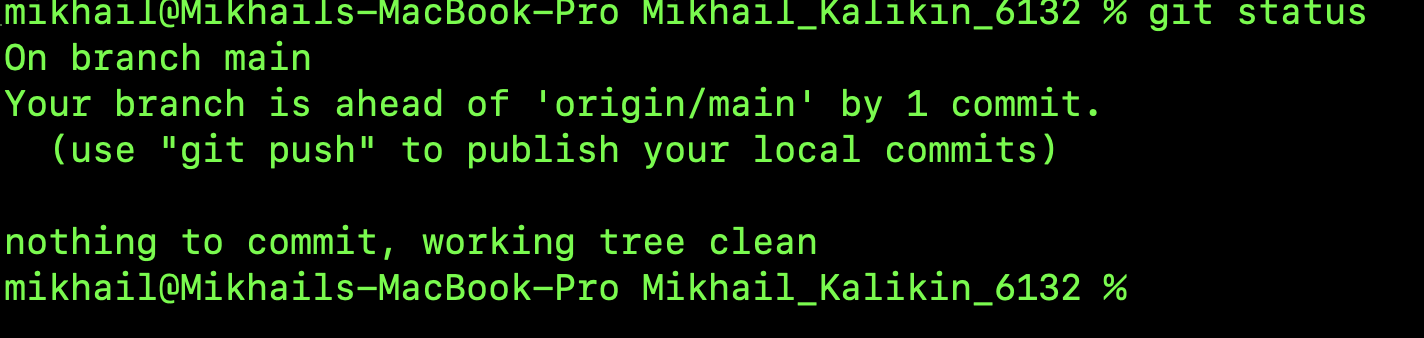 mikhail@Mikhails-MacBook-Pro Mikhail_Kalikin_6132 % git status
On branch main
Your branch is ahead of 'origin/main' by 1 commit.
  (use "git push" to publish your local commits)

nothing to commit, working tree clean
mikhail@Mikhails-MacBook-Pro Mikhail_Kalikin_6132 %